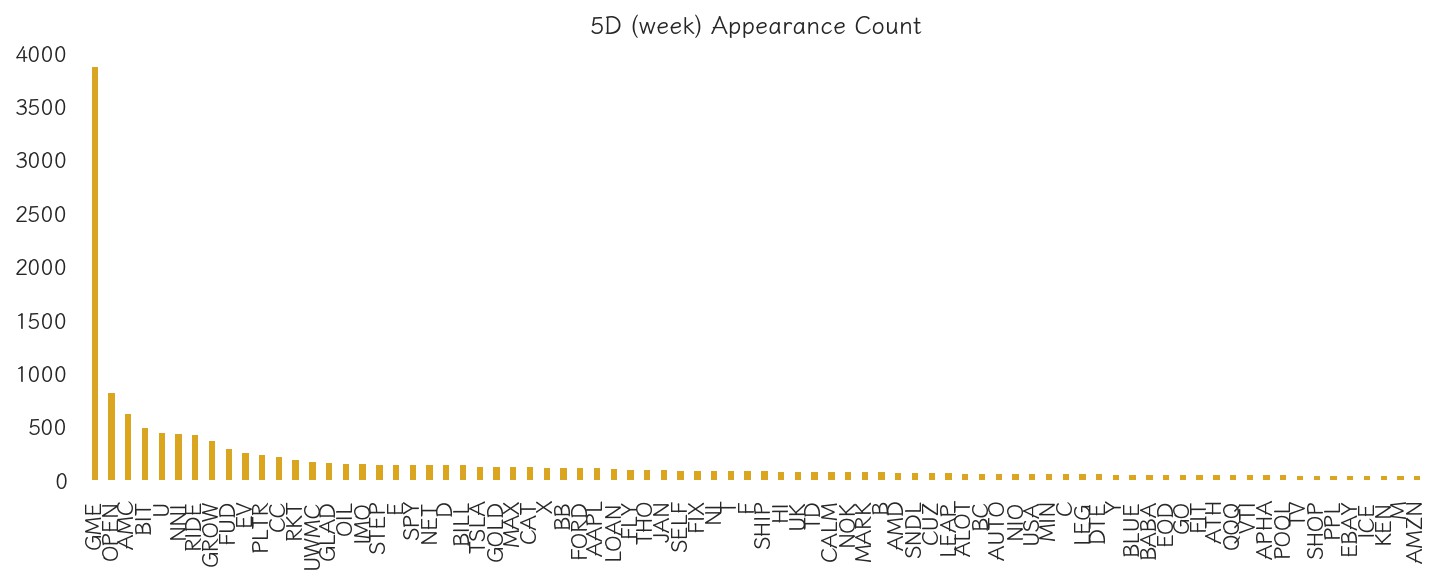 5D (week) Appearance Count
4000
3500
3000
2500
2000
1500
1000
500
0
GME
OPEN
AMC
BIT
U
NNI
RIDE
GROW
FUD
EV
PLTR
CC
RKT
UWMC
GLAD
OIL
IMO
STEP
E
SPY
NET
D
BILL
TSLA
GOLD
MAX
CAT
X
BB
FORD
AAPL
LOAN
FLY
THO
JAN
SELF
FIX
NL
T
F
SHIP
HI
UK
TD
CALM
NOK
MARK
B
AMD
SNDL
CUZ
LEAP
ALOT
BC
AUTO
NIO
USA
MIN
C
LEG
DTE
Y
BLUE
BABA
EQD
GO
FLT
ATH
QQQ
VTI
APHA
POOL
TV
SHOP
PPL
EBAY
ICE
KEN
M
AMZN